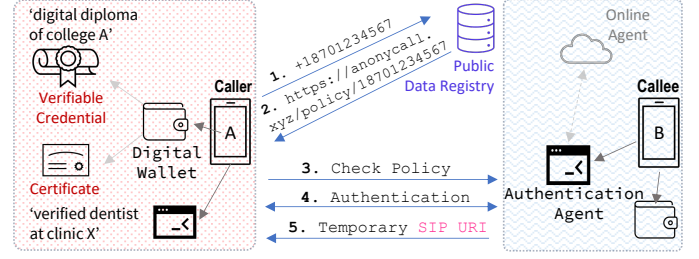 'digital diploma
of college A'
Verifiable
Credential
Certificate
'verified dentist
at clinic X'
Digital
Wallet
Caller
A
1. +18701234567
2. https://anonycall.
xyz/policy/18701234567
Public
Data Registry
3. Check Policy
4. Authentication
5. Temporary SIP URI
Online
Agent
Callee
B
Authentication
Agent